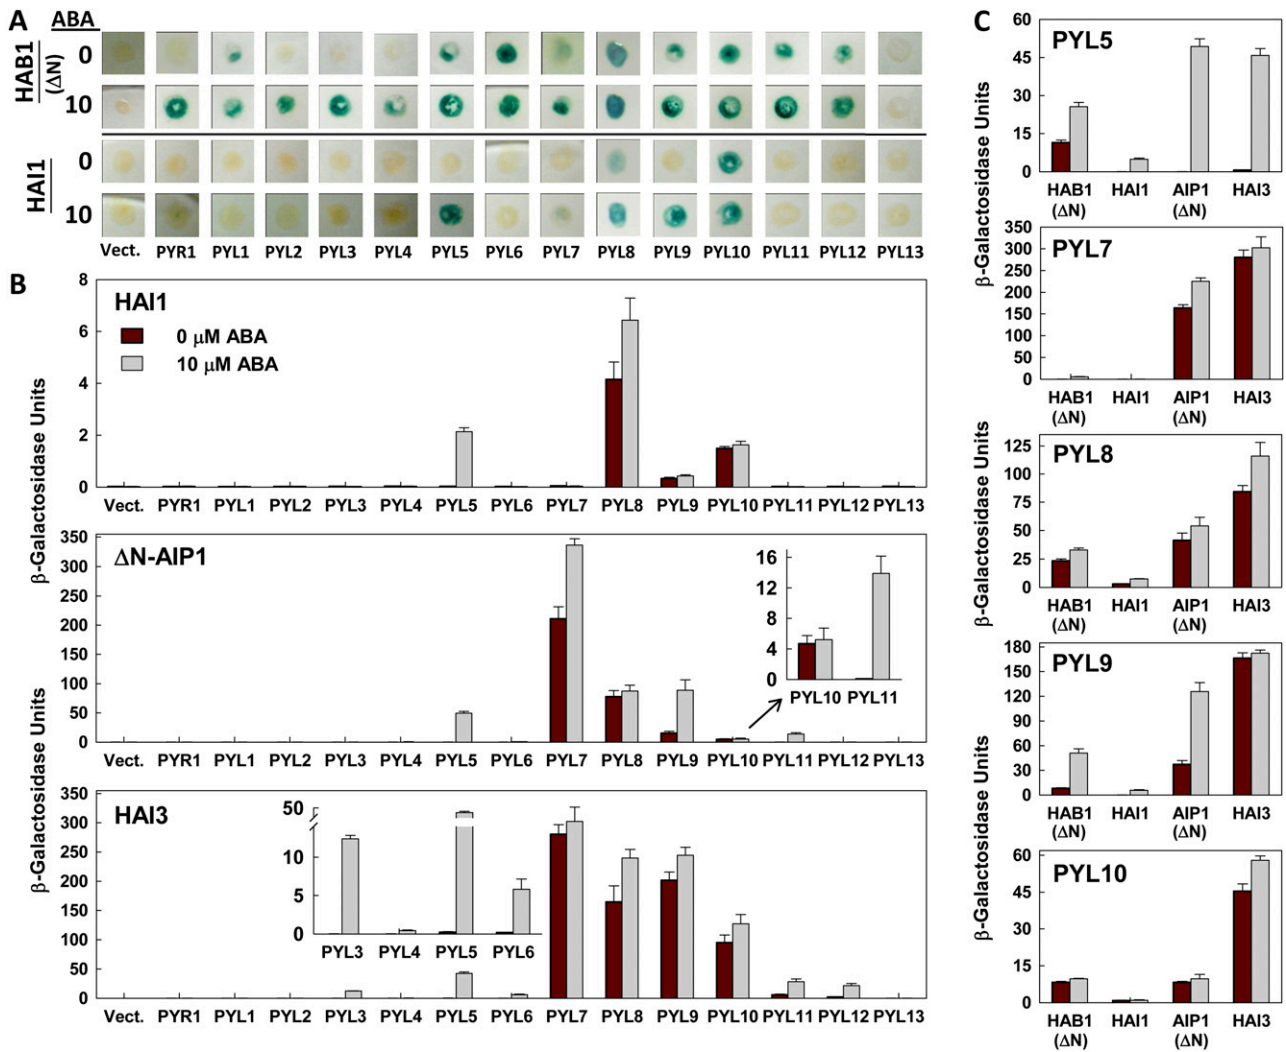 A
ABA
HAB1 (ΔN)
0
10
HAI1
0
10
Vect. PYR1 PYL1 PYL2 PYL3 PYL4 PYL5 PYL6 PYL7 PYL8 PYL9 PYL10 PYL11 PYL12 PYL13
B
β-Galactosidase Units
β-Galactosidase Units
HAI1
0 μM ABA
10 μM ABA
8
6
4
2
0
Vect. PYR1 PYL1 PYL2 PYL3 PYL4 PYL5 PYL6 PYL7 PYL8 PYL9 PYL10 PYL11 PYL12 PYL13
ΔN-AIP1
350
300
250
200
150
100
50
0
16
12
8
4
0
PYL10 PYL11
Vect. PYR1 PYL1 PYL2 PYL3 PYL4 PYL5 PYL6 PYL7 PYL8 PYL9 PYL10 PYL11 PYL12 PYL13
HAI3
350
300
250
200
150
100
50
0
50
10
5
0
PYL3 PYL4 PYL5 PYL6
Vect. PYR1 PYL1 PYL2 PYL3 PYL4 PYL5 PYL6 PYL7 PYL8 PYL9 PYL10 PYL11 PYL12 PYL13
C
β-Galactosidase Units
β-Galactosidase Units
β-Galactosidase Units
PYL5
60
45
30
15
0
HAB1 HAI1 AIP1 HAI3
(ΔN) (ΔN)
PYL7
350
300
250
200
150
100
50
0
HAB1 HAI1 AIP1 HAI3
(ΔN) (ΔN)
PYL8
125
100
75
50
25
0
HAB1 HAI1 AIP1 HAI3
(ΔN) (ΔN)
PYL9
180
150
120
90
60
30
0
HAB1 HAI1 AIP1 HAI3
(ΔN) (ΔN)
PYL10
60
45
30
15
0
HAB1 HAI1 AIP1 HAI3
(ΔN) (ΔN)